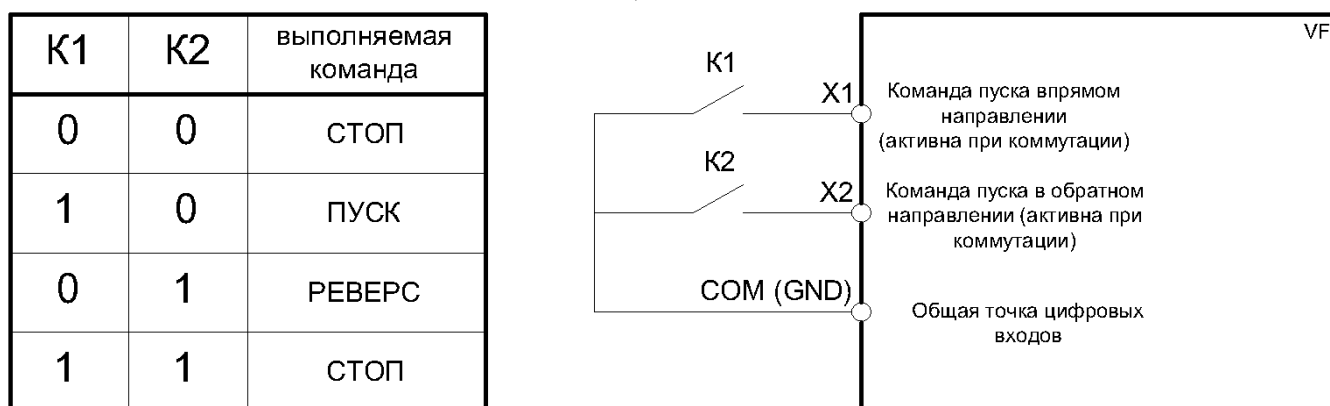 К1 К2 выполняемая
команда
0 0 СТОП
1 0 ПУСК
0 1 РЕВЕРС
1 1 СТОП
VF
К1
X1
Команда пуска впрямом
направлении
(активна при коммутации)
К2
X2
Команда пуска в обратном
направлении (активна при
коммутации)
COM (GND)
Общая точка цифровых
входов